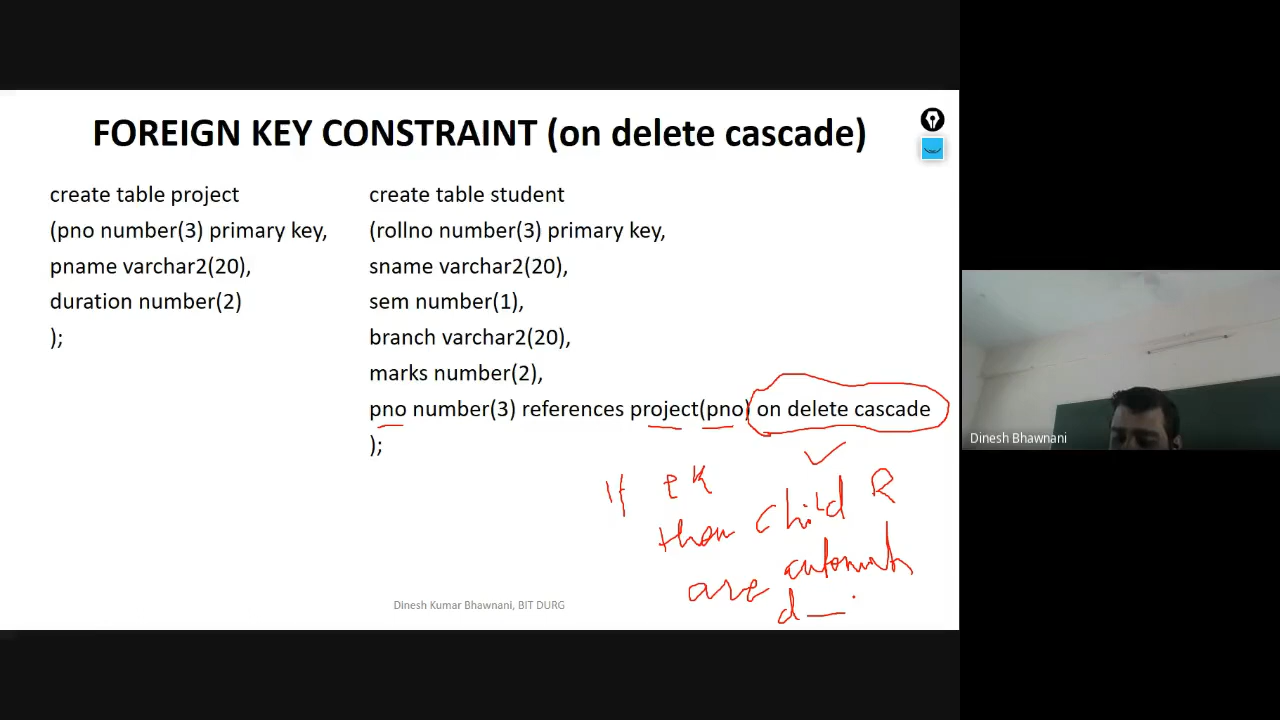 FOREIGN KEY CONSTRAINT (on delete cascade)
create table project
(pno number(3) primary key,
pname varchar2(20),
duration number(2)
);
create table student
(rollno number(3) primary key,
sname varchar2(20),
sem number(1),
branch varchar2(20),
marks number(2),
pno number(3) references project(pno) on delete cascade
);
If PK
then child R
are automath
d
Dinesh Kumar Bhawnani, BIT DURG
Dinesh Bhawnani